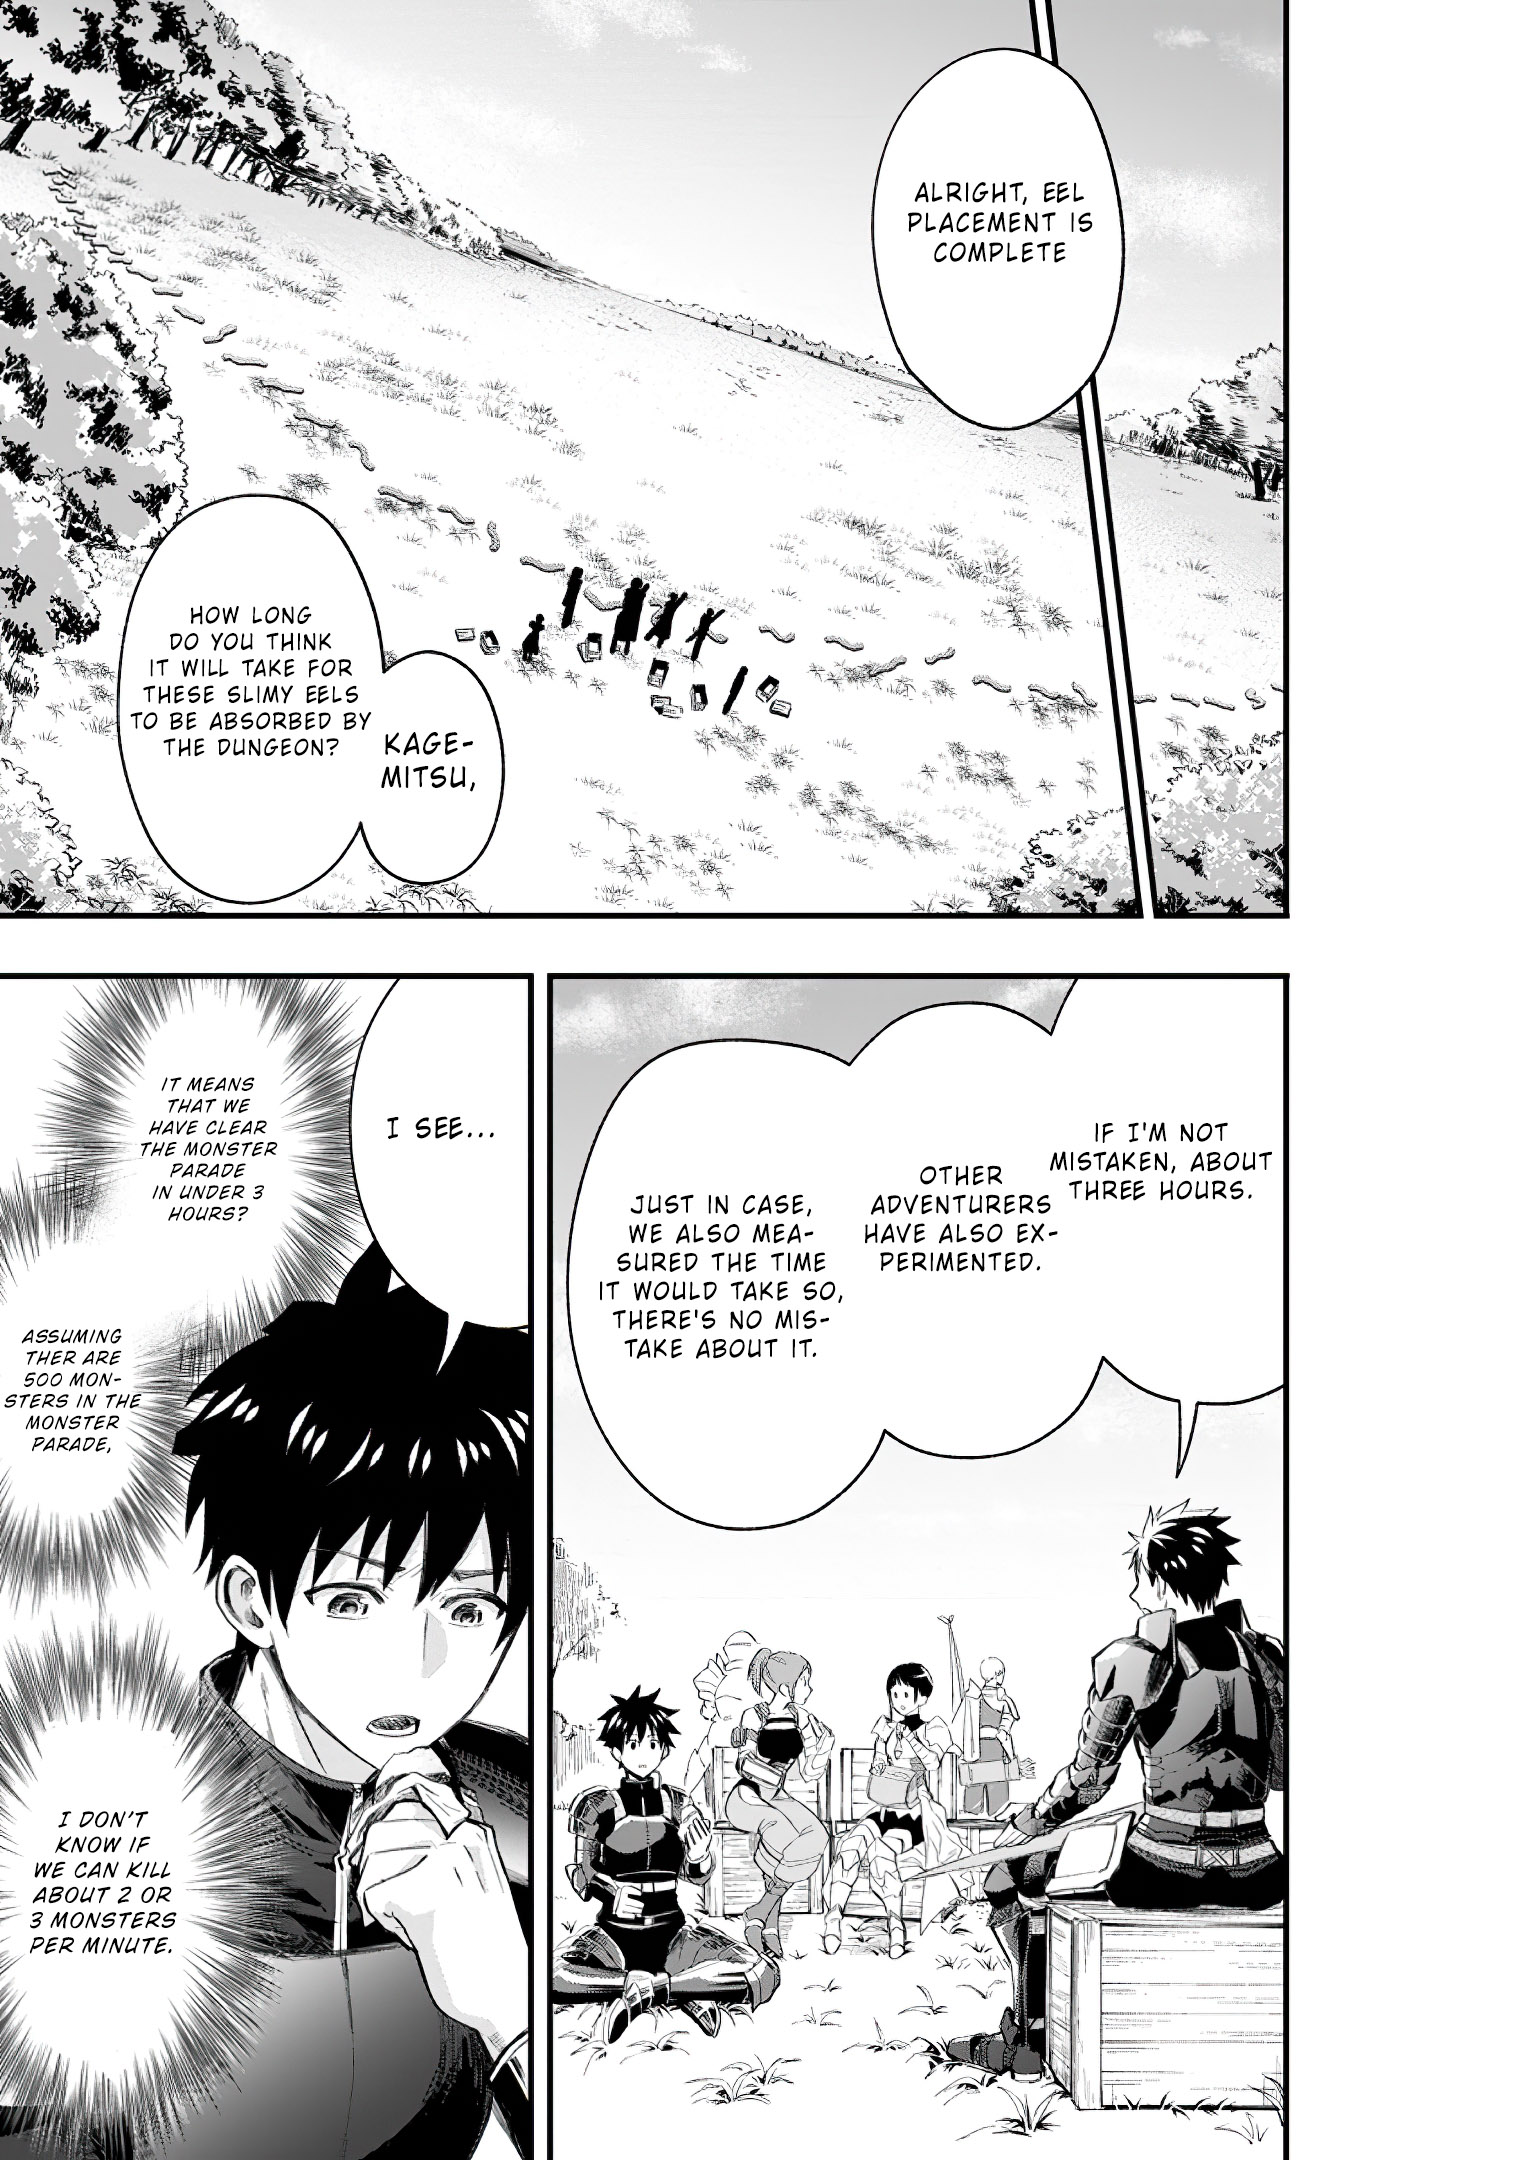 ALRIGHT, EEL
PLACEMENT IS
COMPLETE
KAGE-
MITSU,
HOW LONG
DO YOU THINK
IT WILL TAKE FOR
THESE SLIMY EELS
TO BE ABSORBED BY
THE DUNGEON?
IF I'M NOT
MISTAKEN, ABOUT
THREE HOURS.
OTHER
ADVENTURERS
HAVE ALSO EX-
PERIMENTED.
JUST IN CASE,
WE ALSO MEA-
SURED THE TIME
IT WOULD TAKE SO,
THERE'S NO MIS-
TAKE ABOUT IT.
I SEE...
IT MEANS
THAT WE
HAVE CLEAR
THE MONSTER
PARADE
IN UNDER 3
HOURS?
ASSUMING
THER ARE
500 MON-
STERS IN THE
MONSTER
PARADE,
I DON'T
KNOW IF
WE CAN KILL
ABOUT 2 OR
3 MONSTERS
PER MINUTE.